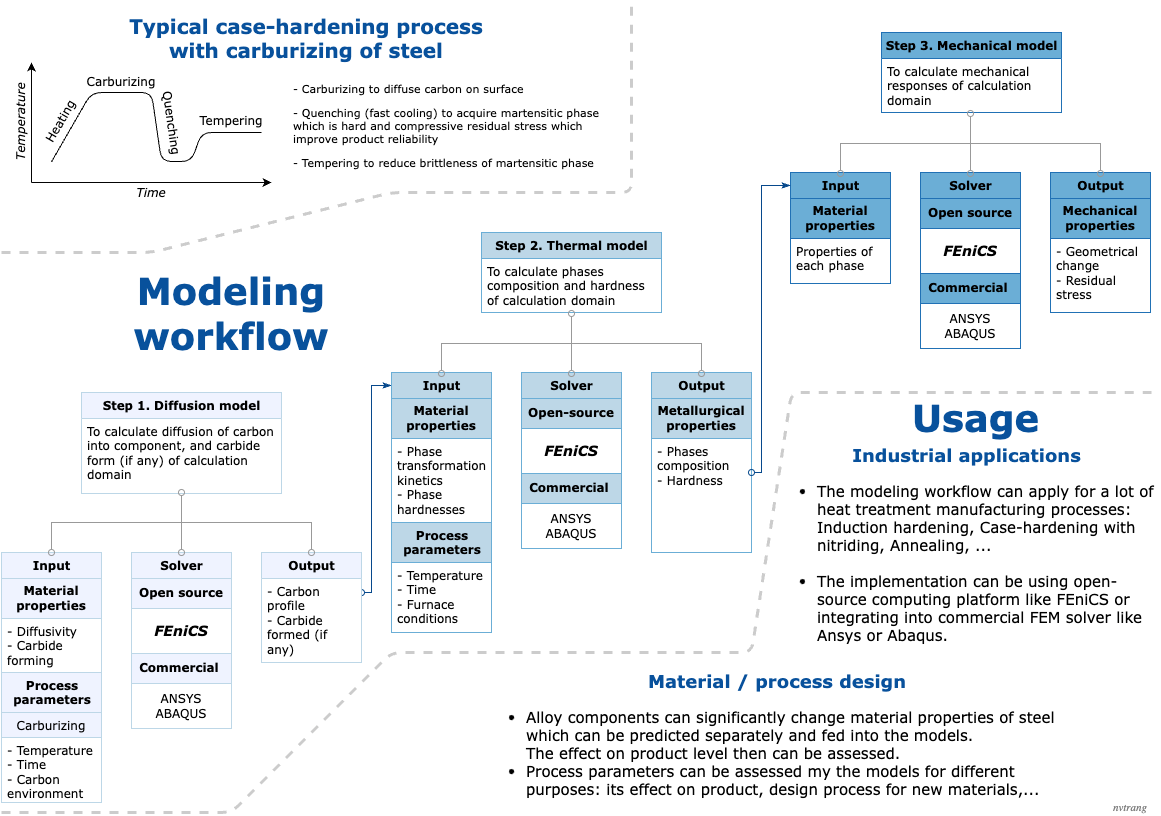 Typical case-hardening process
with carburizing of steel
Temperature
Heating
Carburizing
Quenching
Tempering
Time
- Carburizing to diffuse carbon on surface
- Quenching (fast cooling) to acquire martensitic phase
which is hard and compressive residual stress which
improve product reliability
- Tempering to reduce brittleness of martensitic phase
Modeling
workflow
Step 1. Diffusion model
To calculate diffusion of carbon
into component, and carbide
form (if any) of calculation
domain
Input
Material
properties
- Diffusivity
- Carbide
forming
Process
parameters
Carburizing
- Temperature
- Time
- Carbon
environment
Solver
Open source
FEniCS
Commercial
ANSYS
ABAQUS
Output
- Carbon
profile
- Carbide
formed (if
any)
Step 2. Thermal model
To calculate phases
composition and hardness
of calculation domain
Input
Material
properties
- Phase
transformation
kinetics
- Phase
hardnesses
Process
parameters
- Temperature
- Time
- Furnace
conditions
Solver
Open-source
FEniCS
Commercial
ANSYS
ABAQUS
Output
Metallurgical
properties
- Phases
composition
- Hardness
Step 3. Mechanical model
To calculate mechanical
responses of calculation
domain
Input
Material
properties
Properties of
each phase
Solver
Open source
FEniCS
Commercial
ANSYS
ABAQUS
Output
Mechanical
properties
- Geometrical
change
- Residual
stress
Usage
Industrial applications
• The modeling workflow can apply for a lot of
heat treatment manufacturing processes:
Induction hardening, Case-hardening with
nitriding, Annealing, ...
• The implementation can be using open-
source computing platform like FEniCS or
integrating into commercial FEM solver like
Ansys or Abaqus.
Material / process design
• Alloy components can significantly change material properties of steel
which can be predicted separately and fed into the models.
The effect on product level then can be assessed.
• Process parameters can be assessed my the models for different
purposes: its effect on product, design process for new materials,...
nvtrang